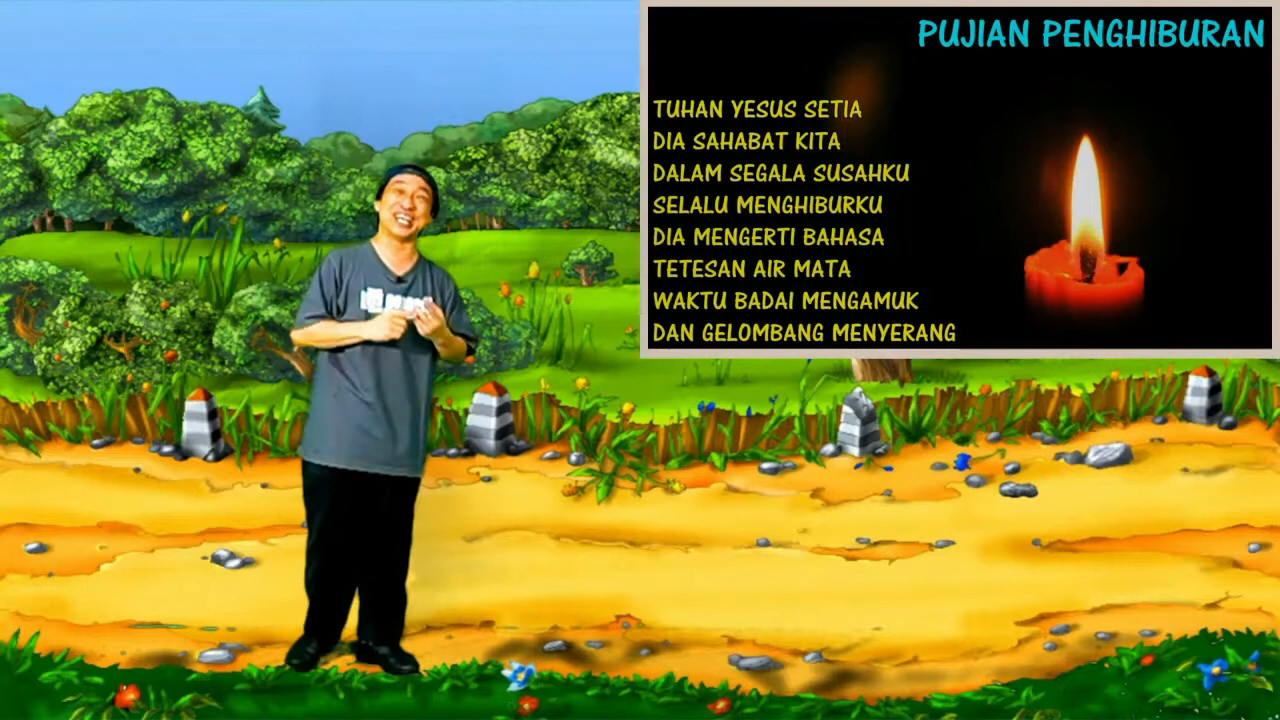 PUJIAN PENGHIBURAN
TUHAN YESUS SETIA
DIA SAHABAT KITA
DALAM SEGALA SUSAHKU
SELALU MENGHIBURKU
DIA MENGERTI BAHASA
TETESAN AIR MATA
WAKTU BADAI MENGAMUK
DAN GELOMBANG MENYERANG